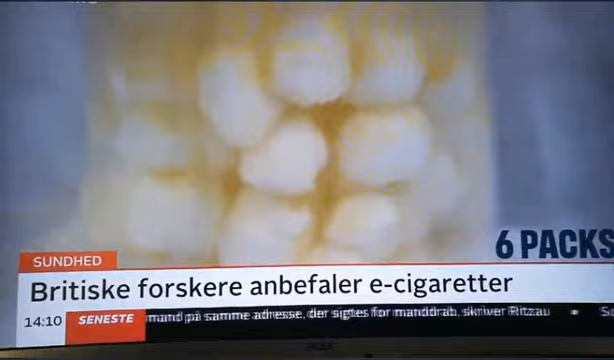 6 PACKS
SUNDHED
Britiske forskere anbefaler e-cigaretter
14:10 SENESTE mand på samme adresse, der sigtes for manddrab, skriver Ritzau